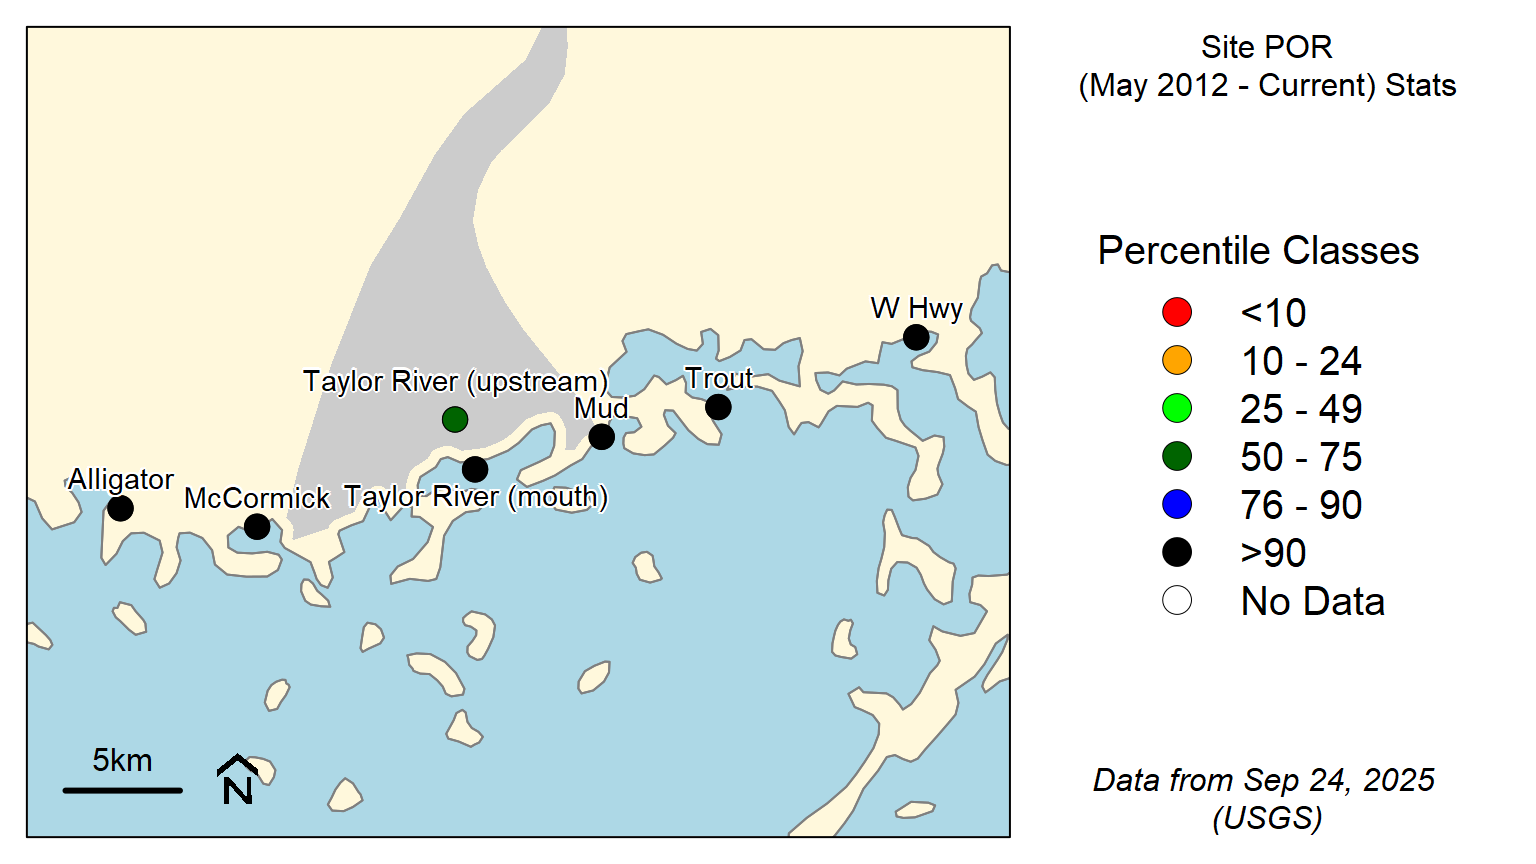 Site POR
(May 2012 - Current) Stats
W Hwy
Taylor River (upstream)
Trout
Mud
Alligator
McCormick
Taylor River (mouth)
5km
N
Percentile Classes
<10
10 - 24
25 - 49
50 - 75
76 - 90
>90
No Data
Data from Sep 24, 2025
(USGS)